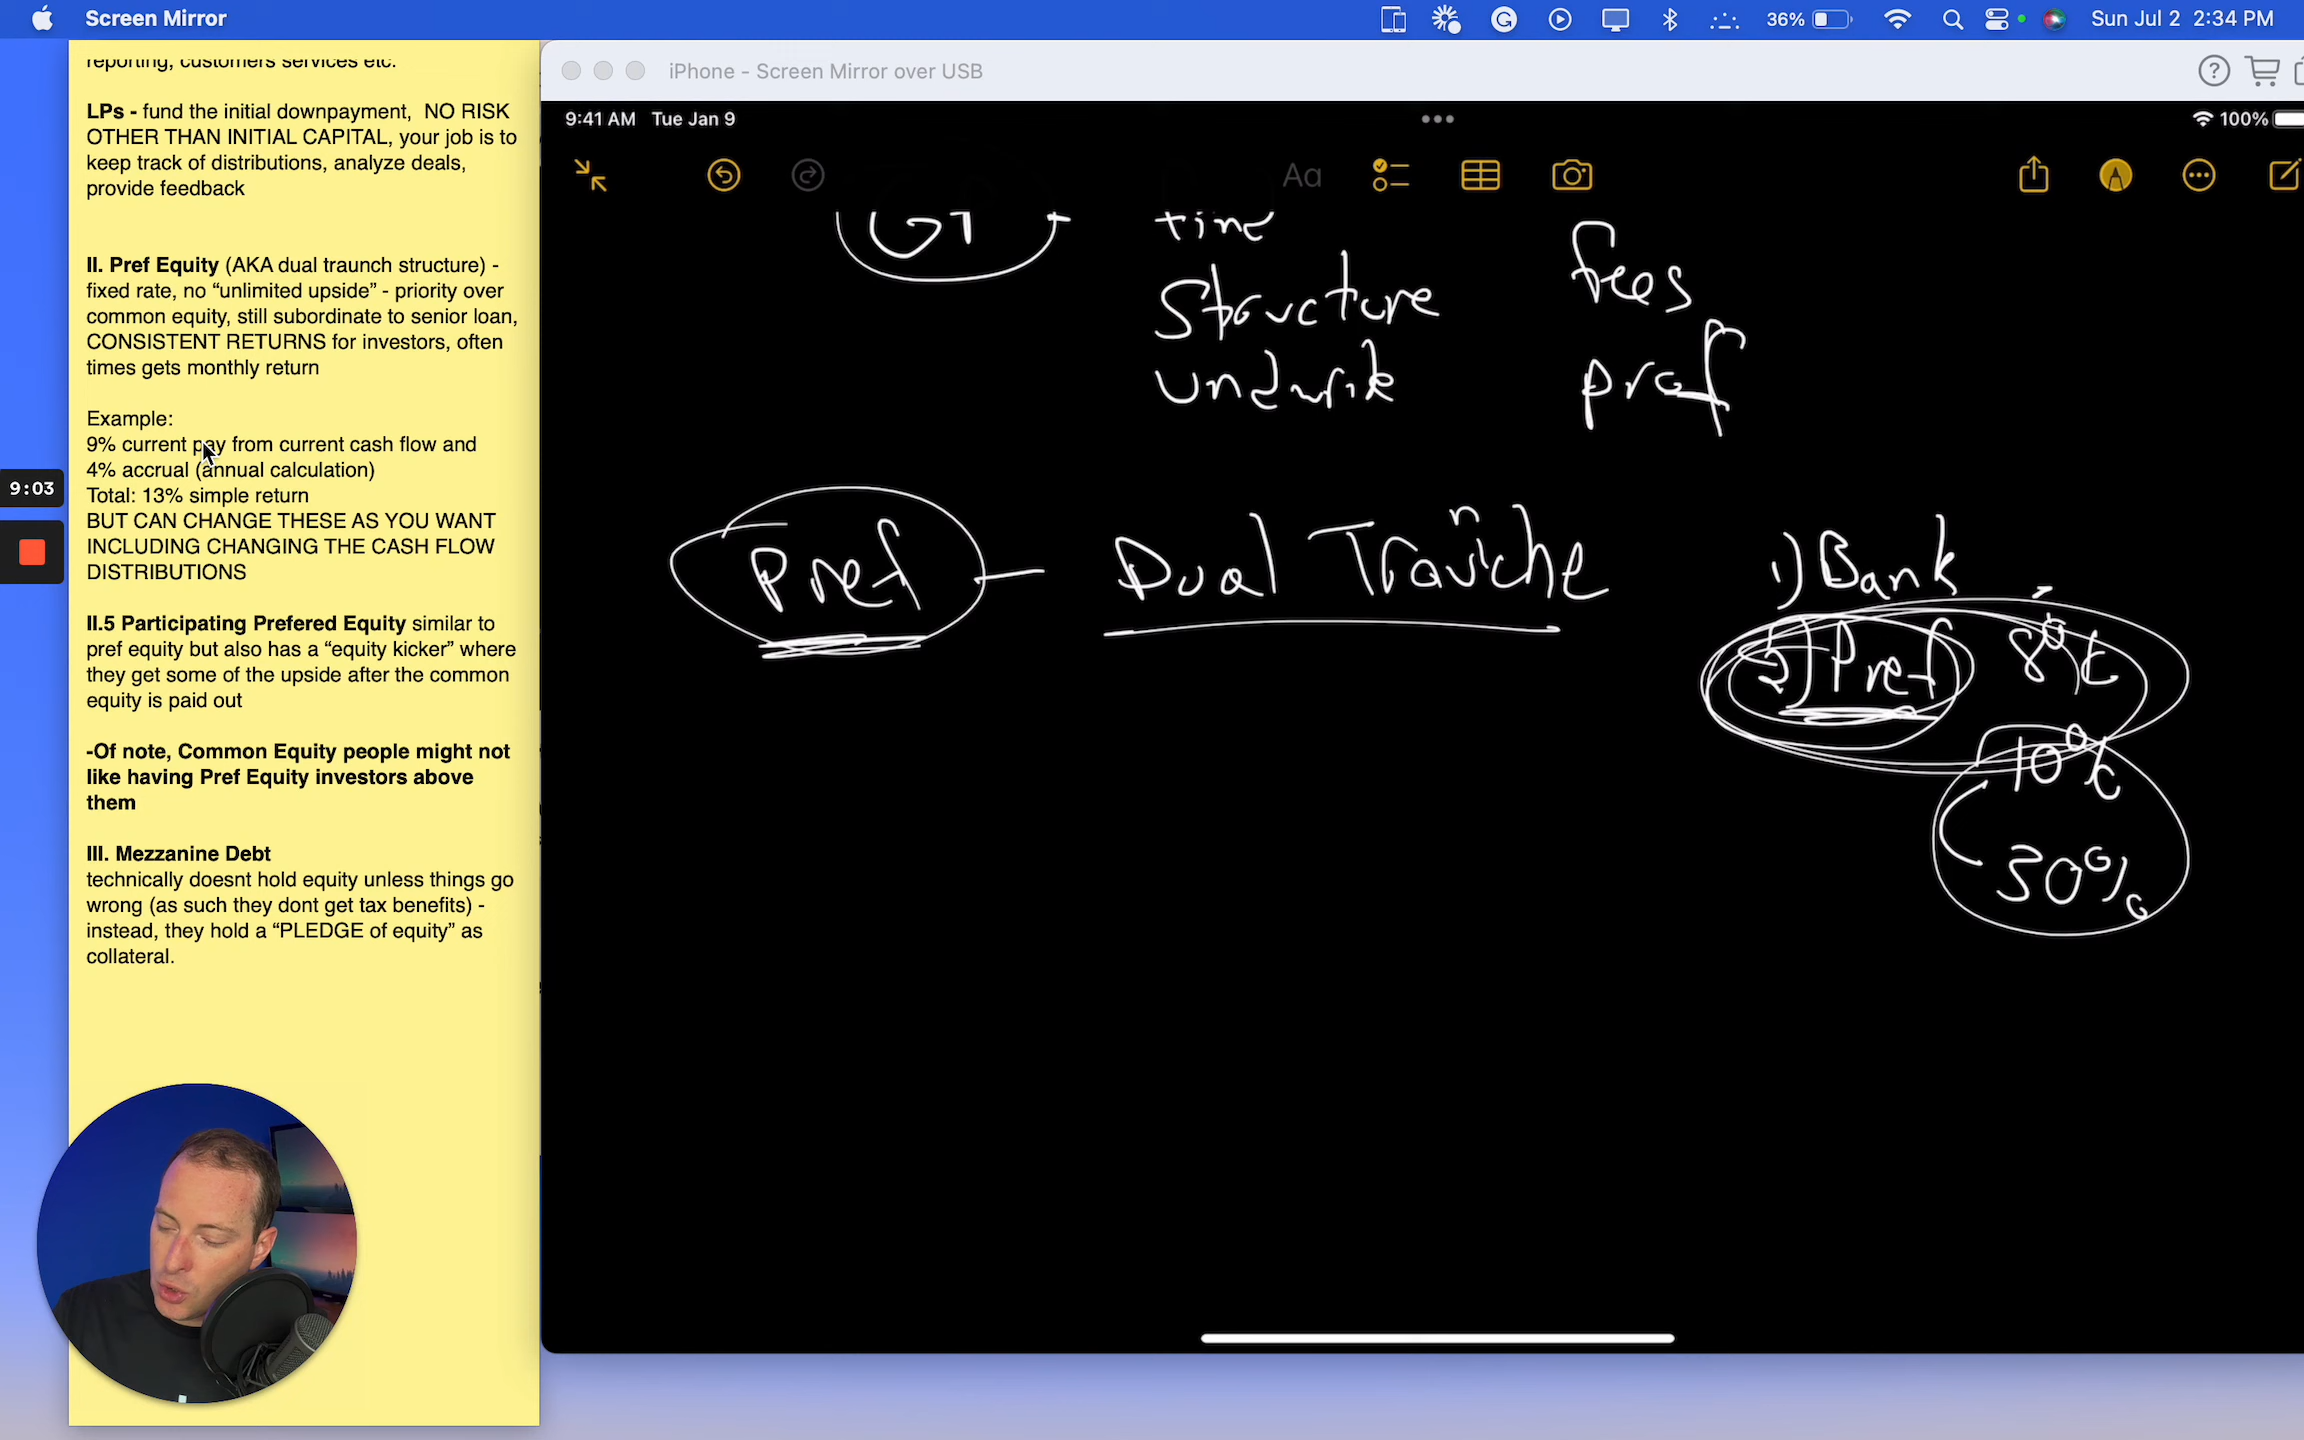 Screen Mirror
36%
Sun Jul 2 2:34 PM
reporting, customers services etc.
LPs - fund the initial downpayment, NO RISK
OTHER THAN INITIAL CAPITAL, your job is to
keep track of distributions, analyze deals,
provide feedback
II. Pref Equity (AKA dual traunch structure) -
fixed rate, no “unlimited upside” - priority over
common equity, still subordinate to senior loan,
CONSISTENT RETURNS for investors, often
times gets monthly return
Example:
9% current pay from current cash flow and
4% accrual (annual calculation)
Total: 13% simple return
BUT CAN CHANGE THESE AS YOU WANT
INCLUDING CHANGING THE CASH FLOW
DISTRIBUTIONS
II.5 Participating Prefered Equity similar to
pref equity but also has a “equity kicker” where
they get some of the upside after the common
equity is paid out
-Of note, Common Equity people might not
like having Pref Equity investors above
them
III. Mezzanine Debt
technically doesnt hold equity unless things go
wrong (as such they dont get tax benefits) -
instead, they hold a “PLEDGE of equity” as
collateral.
9:03
iPhone - Screen Mirror over USB
9:41 AM Tue Jan 9
100%
Aa
GP
time
Structure
fees
pref
Pref - Dual Tranche
1) Bank
2) Pref 8%
10%
30%